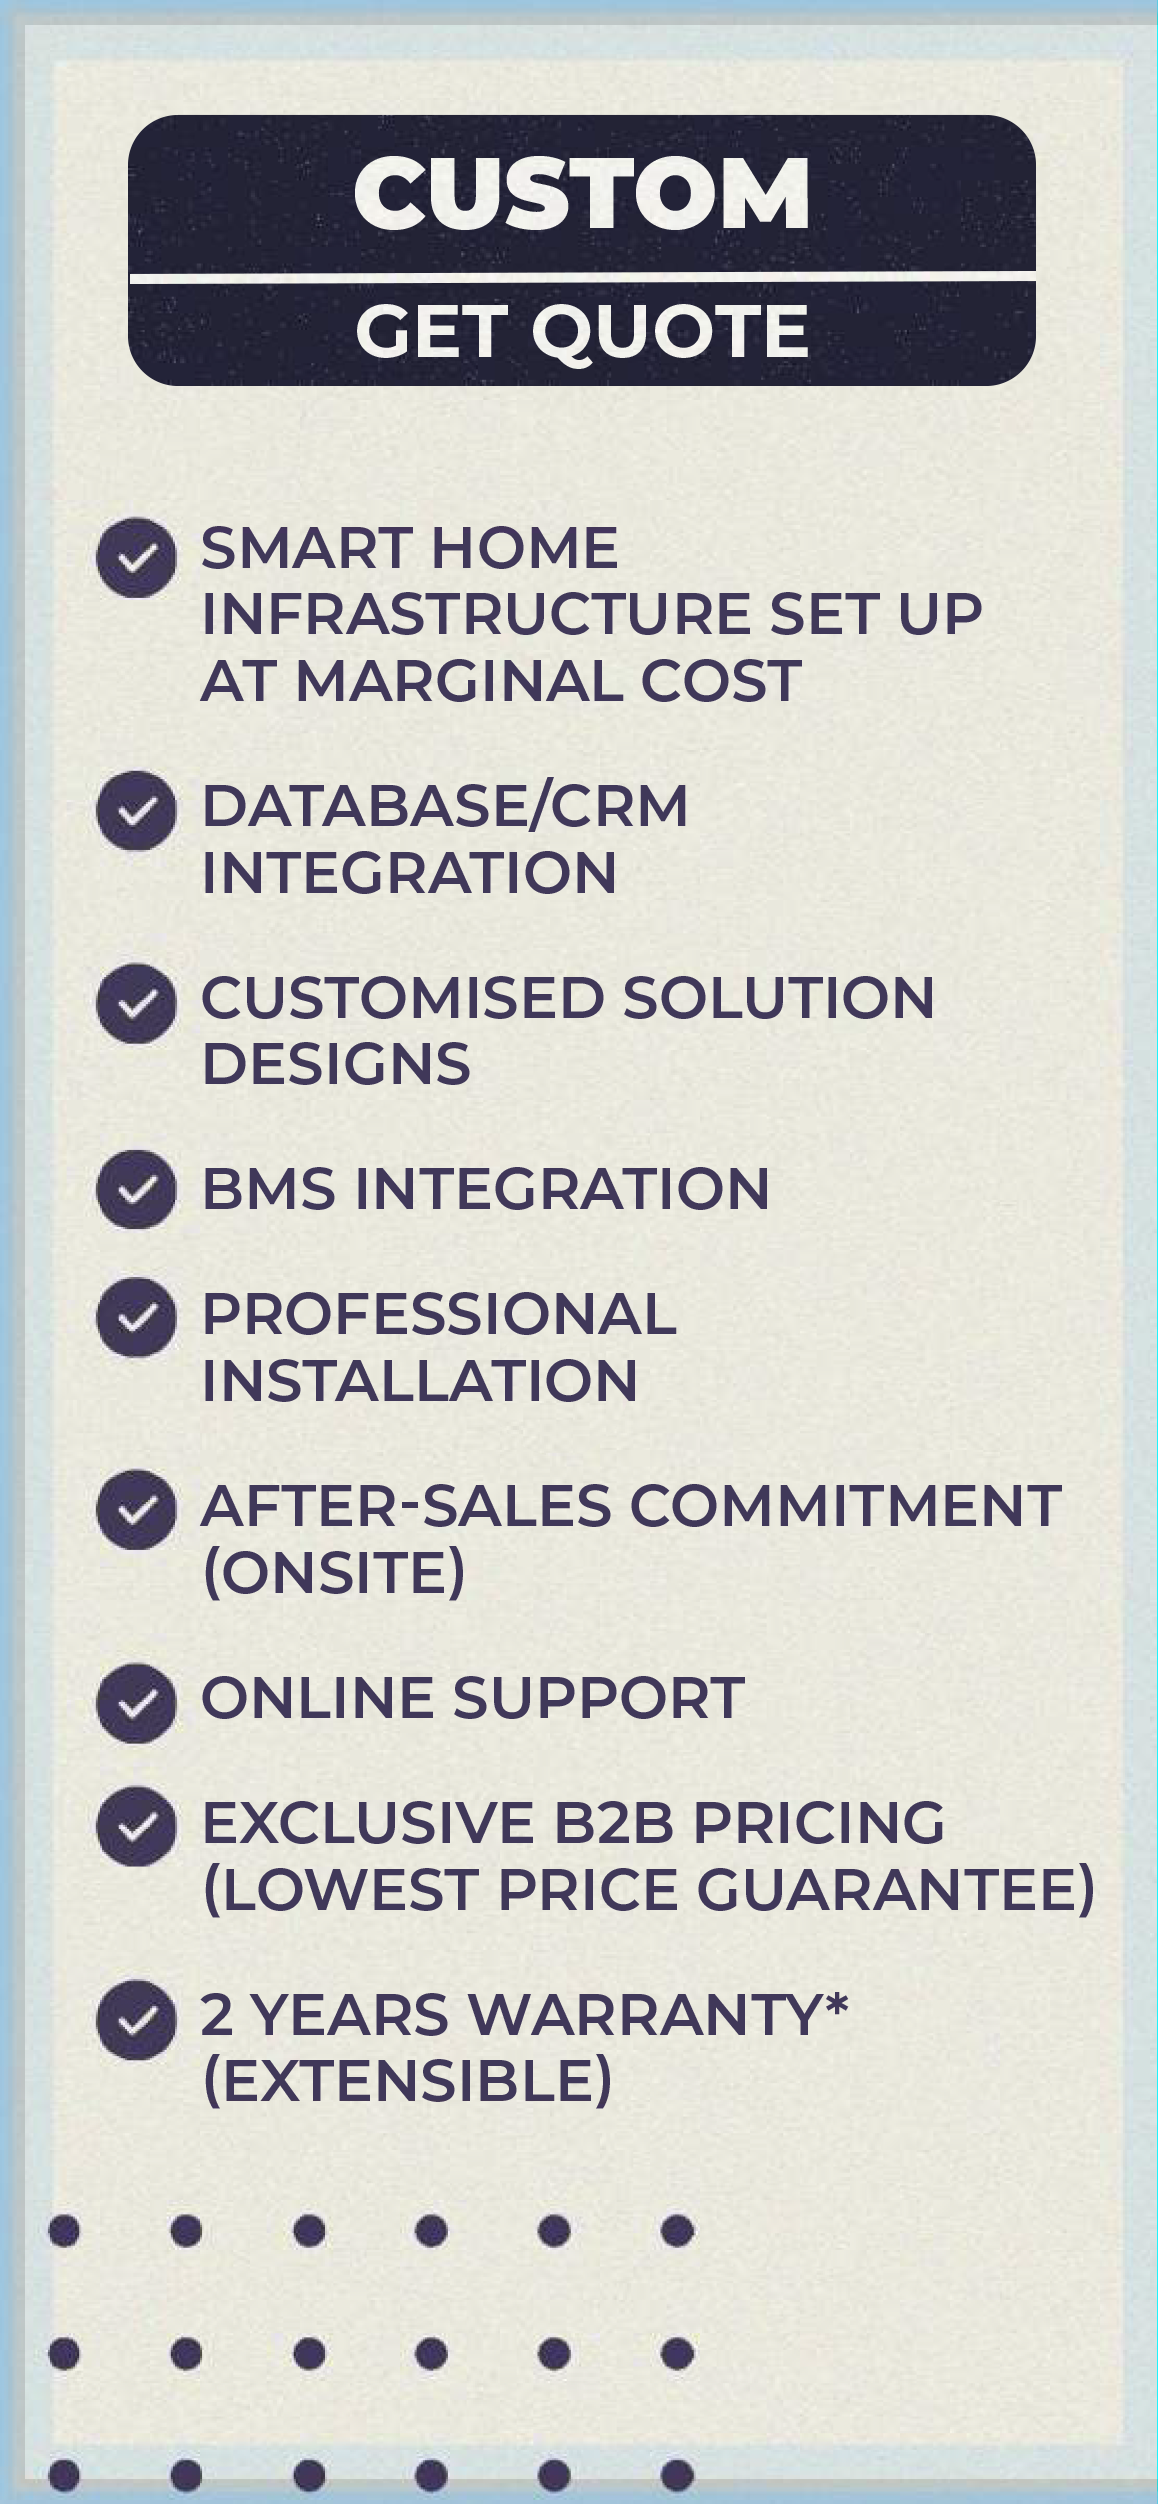 CUSTOM
GET QUOTE
SMART HOME
INFRASTRUCTURE SET UP
AT MARGINAL COST
DATABASE/CRM
INTEGRATION
CUSTOMISED SOLUTION
DESIGNS
BMS INTEGRATION
PROFESSIONAL
INSTALLATION
AFTER-SALES COMMITMENT
(ONSITE)
ONLINE SUPPORT
EXCLUSIVE B2B PRICING
(LOWEST PRICE GUARANTEE)
2 YEARS WARRANTY*
(EXTENSIBLE)